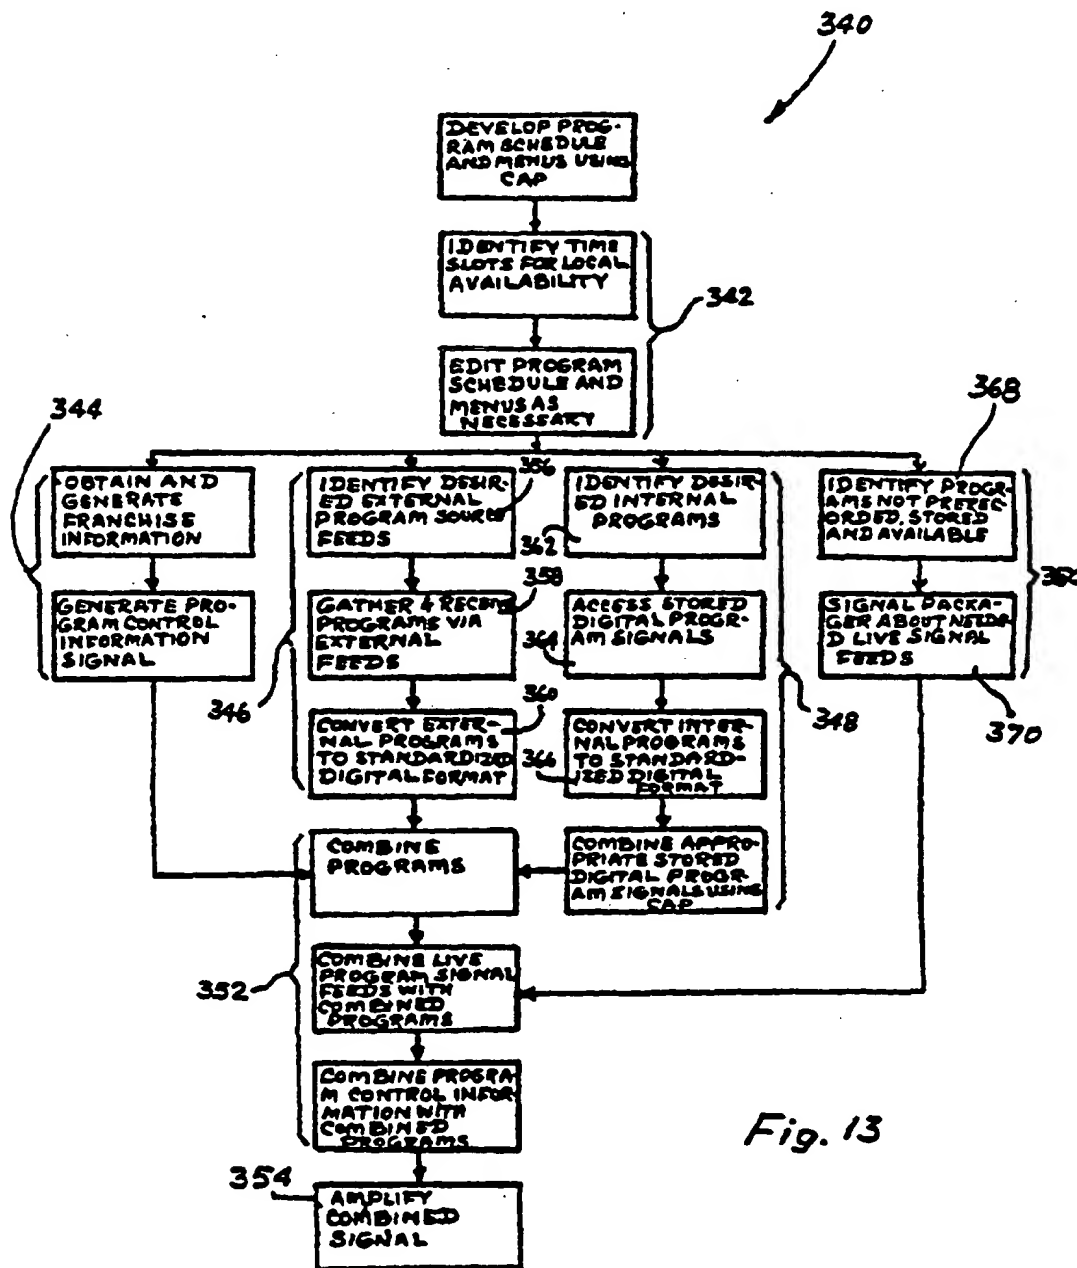 340
DEVELOP PROG-
RAM SCHEDULE
AND MENUS USING
CAP
IDENTIFY TIME
SLOTS FOR LOCAL
AVAILABILITY
342
EDIT PROGRAM
SCHEDULE AND
MENUS AS
NECESSARY
344
368
OBTAIN AND
GENERATE
FRANCHISE
INFORMATION
356
IDENTIFY DESIR-
ED EXTERNAL
PROGRAM SOURCE
FEEDS
IDENTIFY DESI-
RED INTERNAL
PROGRAMS
362
IDENTIFY PROGR-
AMS NOT PREREC-
ORDED, STORED
AND AVAILABLE
GENERATE PRO-
GRAM CONTROL
INFORMATION
SIGNAL
358
GATHER & RECEIVE
PROGRAMS VIA
EXTERNAL
FEEDS
ACCESS STORED
DIGITAL PROGR-
AM SIGNALS
364
SIGNAL PACKA-
GER ABOUT NEEDE-
D LIVE SIGNAL
FEEDS
346
360
CONVERT EXTER-
NAL PROGRAMS
TO STANDARDIZED
DIGITAL FORMAT
CONVERT INTER-
NAL PROGRAMS
TO STANDARD-
IZED DIGITAL
FORMAT
366
348
370
COMBINE
PROGRAMS
COMBINE APPRO-
PRIATE STORED
DIGITAL PROGR-
AM SIGNALS USING
CAP
352
COMBINE LIVE
PROGRAM SIGNAL
FEEDS WITH
COMBINED
PROGRAMS
COMBINE PROGRA-
M CONTROL INFOR-
MATION WITH
COMBINED
PROGRAMS
Fig. 13
354
AMPLIFY
COMBINED
SIGNAL